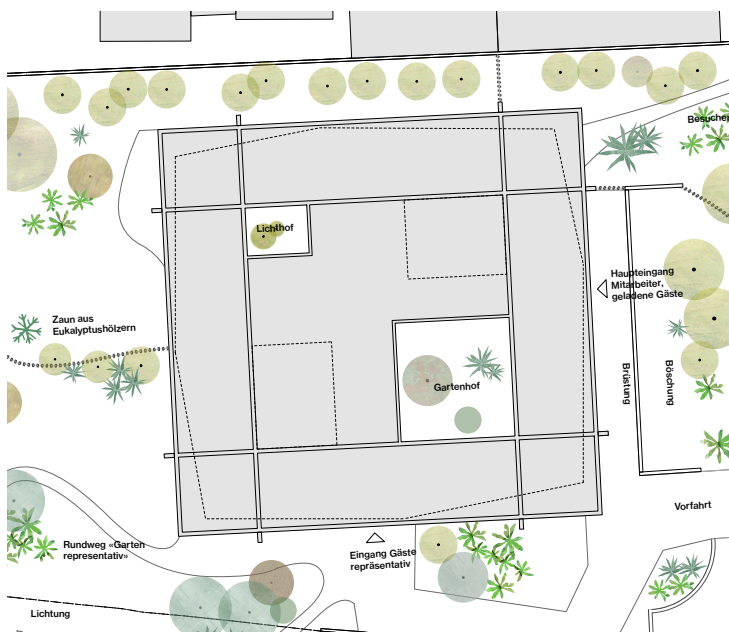 Besucher
Lichthof
Haupteingang
Mitarbeiter,
geladene Gäste
Zaun aus
Eukalyptushölzern
Gartenhof
Brüstung
Böschung
Vorfahrt
Rundweg «Garten
representativ»
Eingang Gäste
repräsentativ
Lichtung